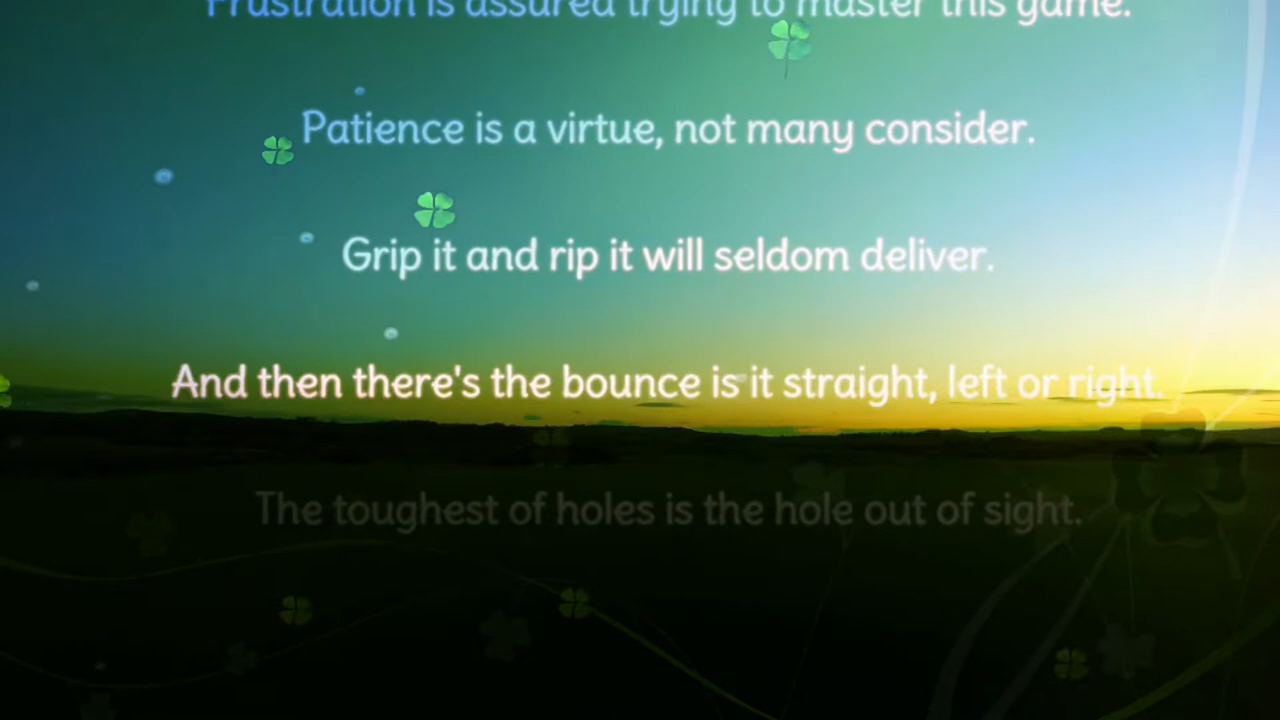 Frustration is assured trying to master this game.
Patience is a virtue, not many consider.
Grip it and rip it will seldom deliver.
And then there's the bounce is it straight, left or right.
The toughest of holes is the hole out of sight.